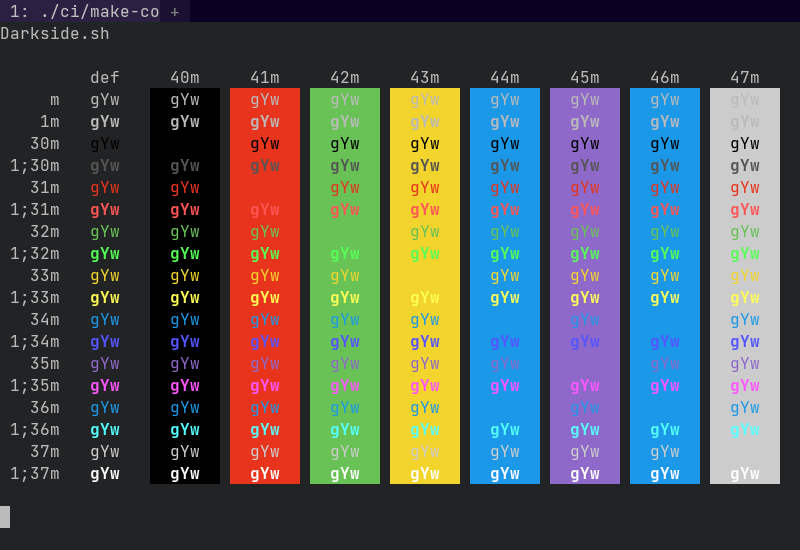 1: ./ci/make-co +
Darkside.sh
def 40m 41m 42m 43m 44m 45m 46m 47m
m gYw gYw gYw gYw gYw gYw gYw gYw gYw
1m gYw gYw gYw gYw gYw gYw gYw gYw gYw
30m gYw gYw gYw gYw gYw gYw gYw gYw
1;30m gYw gYw gYw gYw gYw gYw gYw gYw gYw
31m gYw gYw gYw gYw gYw gYw gYw gYw
1;31m gYw gYw gYw gYw gYw gYw gYw gYw gYw
32m gYw gYw gYw gYw gYw gYw gYw gYw
1;32m gYw gYw gYw gYw gYw gYw gYw gYw gYw
33m gYw gYw gYw gYw gYw gYw gYw gYw
1;33m gYw gYw gYw gYw gYw gYw gYw gYw gYw
34m gYw gYw gYw gYw gYw gYw gYw
1;34m gYw gYw gYw gYw gYw gYw gYw gYw gYw
35m gYw gYw gYw gYw gYw gYw gYw gYw
1;35m gYw gYw gYw gYw gYw gYw gYw gYw gYw
36m gYw gYw gYw gYw gYw gYw gYw
1;36m gYw gYw gYw gYw gYw gYw gYw gYw gYw
37m gYw gYw gYw gYw gYw gYw gYw gYw
1;37m gYw gYw gYw gYw gYw gYw gYw gYw gYw